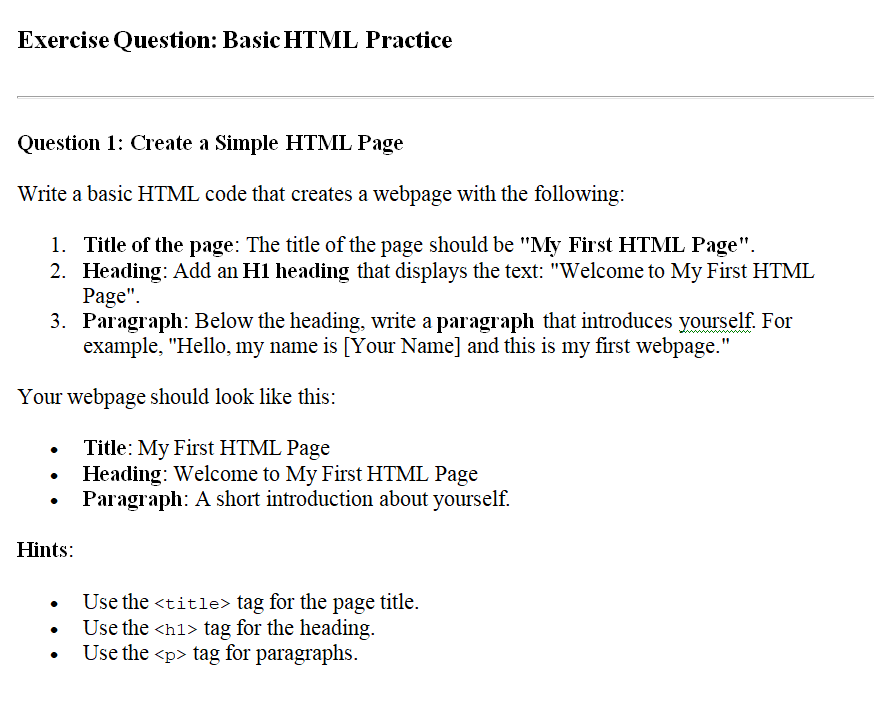 Exercise Question: Basic HTML Practice
Question 1: Create a Simple HTML Page
Write a basic HTML code that creates a webpage with the following:
1. Title of the page: The title of the page should be "My First HTML Page".
2. Heading: Add an H1 heading that displays the text: "Welcome to My First HTML
Page".
3. Paragraph: Below the heading, write a paragraph that introduces yourself. For
example, "Hello, my name is [Your Name] and this is my first webpage."
Your webpage should look like this:
• Title: My First HTML Page
• Heading: Welcome to My First HTML Page
• Paragraph: A short introduction about yourself.
Hints:
• Use the <title> tag for the page title.
• Use the <h1> tag for the heading.
• Use the <p> tag for paragraphs.